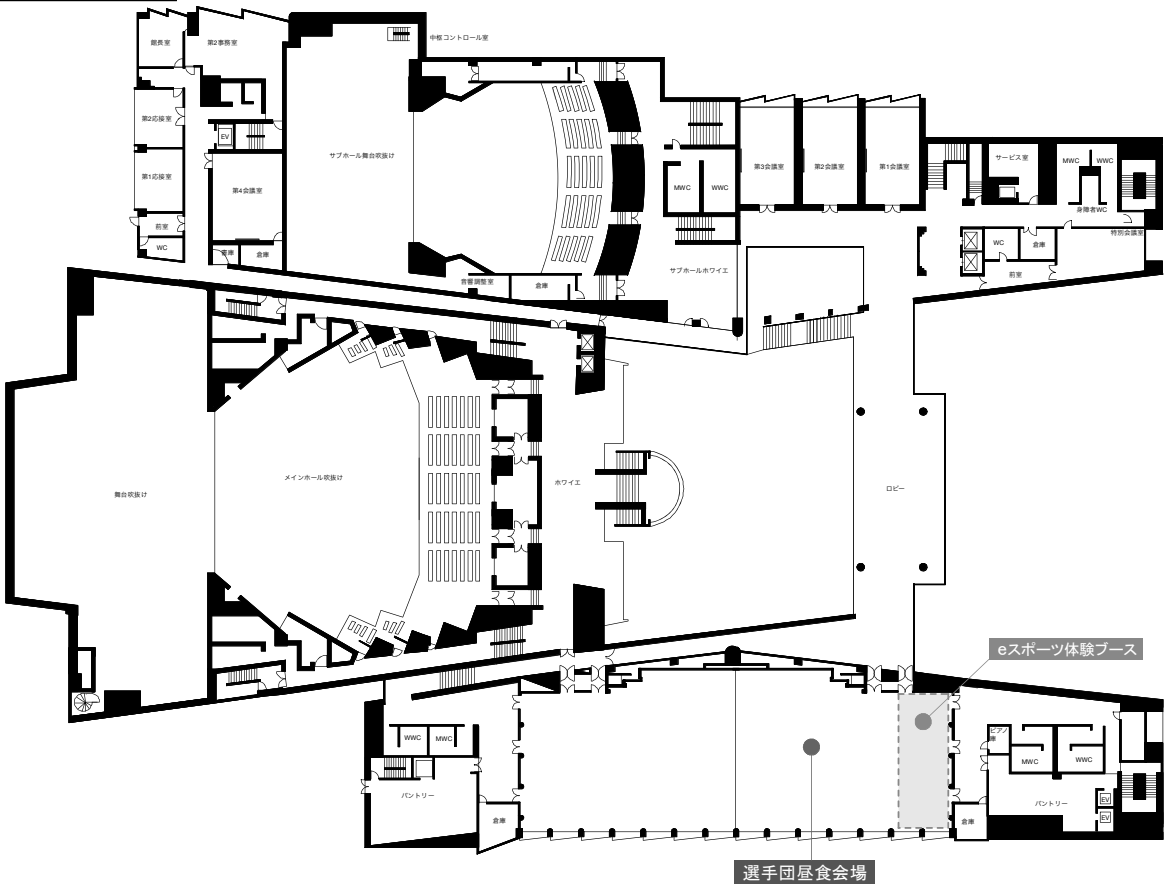 館長室
第2事務室
中枢コントロール室
第2応接室
EV
サブホール舞台吹抜け
第3会議室
第2会議室
第1会議室
サービス室
MWC
WWC
第1応接室
第4会議室
MWC
WWC
身障者WC
前室
WC
倉庫
倉庫
サブホールホワイエ
WC
倉庫
特別会議室
前室
音響調整室
倉庫
舞台吹抜け
メインホール吹抜け
ホワイエ
ロビー
eスポーツ体験ブース
WWC
MWC
ピアノ庫
MWC
WWC
パントリー
パントリー
EV
EV
倉庫
倉庫
選手団昼食会場